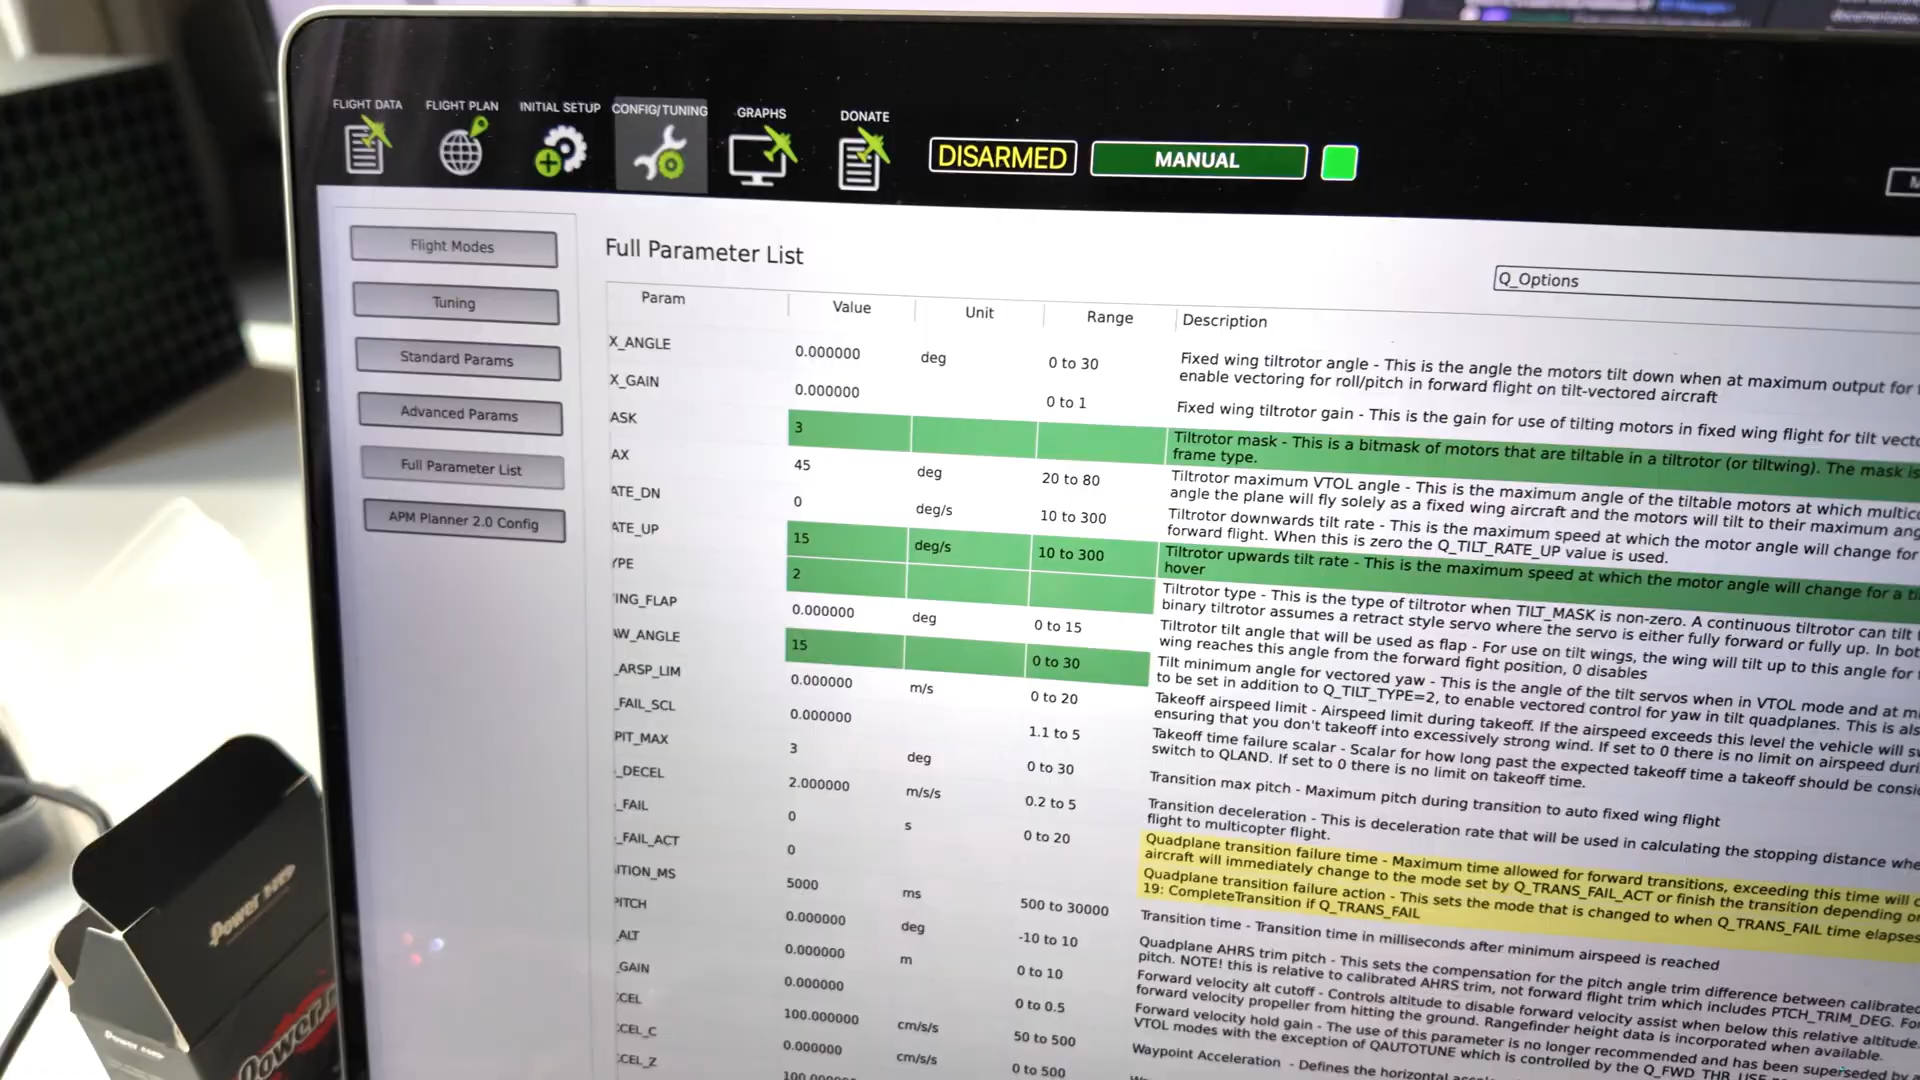 FLIGHT DATA FLIGHT PLAN INITIAL SETUP CONFIG/TUNING GRAPHS DONATE
DISARMED MANUAL
Flight Modes
Tuning
Standard Params
Advanced Params
Full Parameter List
APM Planner 2.0 Config
Full Parameter List
Q_Options
Param Value Unit Range Description
X_ANGLE 0.000000 deg 0 to 30 Fixed wing tiltrotor angle - This is the angle the motors tilt down when at maximum output for
enable vectoring for roll/pitch in forward flight on tilt-vectored aircraft
X_GAIN 0.000000 0 to 1 Fixed wing tiltrotor gain - This is the gain for use of tilting motors in fixed wing flight for tilt vecto
ASK 3 Tiltrotor mask - This is a bitmask of motors that are tiltable in a tiltrotor (or tiltwing). The mask is
frame type.
AX 45 deg 20 to 80 Tiltrotor maximum VTOL angle - This is the maximum angle of the tiltable motors at which multico
angle the plane will fly solely as a fixed wing aircraft and the motors will tilt to their maximum ang
ATE_DN 0 deg/s 10 to 300 Tiltrotor downwards tilt rate - This is the maximum speed at which the motor angle will change for
forward flight. When this is zero the Q_TILT_RATE_UP value is used.
ATE_UP 15 deg/s 10 to 300 Tiltrotor upwards tilt rate - This is the maximum speed at which the motor angle will change for a ti
hover
YPE 2 Tiltrotor type - This is the type of tiltrotor when TILT_MASK is non-zero. A continuous tiltrotor can tilt
binary tiltrotor assumes a retract style servo where the servo is either fully forward or fully up. In bot
ING_FLAP 0.000000 deg 0 to 15 Tiltrotor tilt angle that will be used as flap - For use on tilt wings, the wing will tilt up to this angle for
wing reaches this angle from the forward fight position, 0 disables
AW_ANGLE 15 0 to 30 Tilt minimum angle for vectored yaw - This is the angle of the tilt servos when in VTOL mode and at m
to be set in addition to Q_TILT_TYPE=2, to enable vectored control for yaw in tilt quadplanes. This is als
_ARSP_LIM 0.000000 m/s 0 to 20 Takeoff airspeed limit - Airspeed limit during takeoff. If the airspeed exceeds this level the vehicle will sw
ensuring that you don't takeoff into excessively strong wind. If set to 0 there is no limit on airspeed duri
_FAIL_SCL 0.000000 1.1 to 5 Takeoff time failure scalar - Scalar for how long past the expected takeoff time a takeoff should be consid
switch to QLAND. If set to 0 there is no limit on takeoff time.
PIT_MAX 3 deg 0 to 30 Transition max pitch - Maximum pitch during transition to auto fixed wing flight
_DECEL 2.000000 m/s/s 0.2 to 5 Transition deceleration - This is deceleration rate that will be used in calculating the stopping distance whe
flight to multicopter flight.
_FAIL 0 s 0 to 20 Quadplane transition failure time - Maximum time allowed for forward transitions, exceeding this time will c
aircraft will immediately change to the mode set by Q_TRANS_FAIL_ACT or finish the transition depending o
_FAIL_ACT 0 Quadplane transition failure action - This sets the mode that is changed to when Q_TRANS_FAIL time elapses
19: CompleteTransition if Q_TRANS_FAIL
ITION_MS 5000 ms 500 to 30000 Transition time - Transition time in milliseconds after minimum airspeed is reached
PITCH 0.000000 deg -10 to 10 Quadplane AHRS trim pitch - This sets the compensation for the pitch angle trim difference between calibrated
pitch. NOTE! this is relative to calibrated AHRS trim, not forward flight trim which includes PTCH_TRIM_DEG. For
_ALT 0.000000 m 0 to 10 Forward velocity alt cutoff - Controls altitude to disable forward velocity assist when below this relative altitude.
forward velocity propeller from hitting the ground. Rangefinder height data is incorporated when available.
_GAIN 0.000000 0 to 0.5 Forward velocity hold gain - The use of this parameter is no longer recommended and has been superseded by
VTOL modes with the exception of QAUTOTUNE which is controlled by the Q_FWD_THR_USE
CCEL 100.000000 cm/s/s 50 to 500 Waypoint Acceleration - Defines the horizontal
CCEL_C 0.000000 cm/s/s 0 to 500
CCEL_Z
Power HD
Power HD
Power